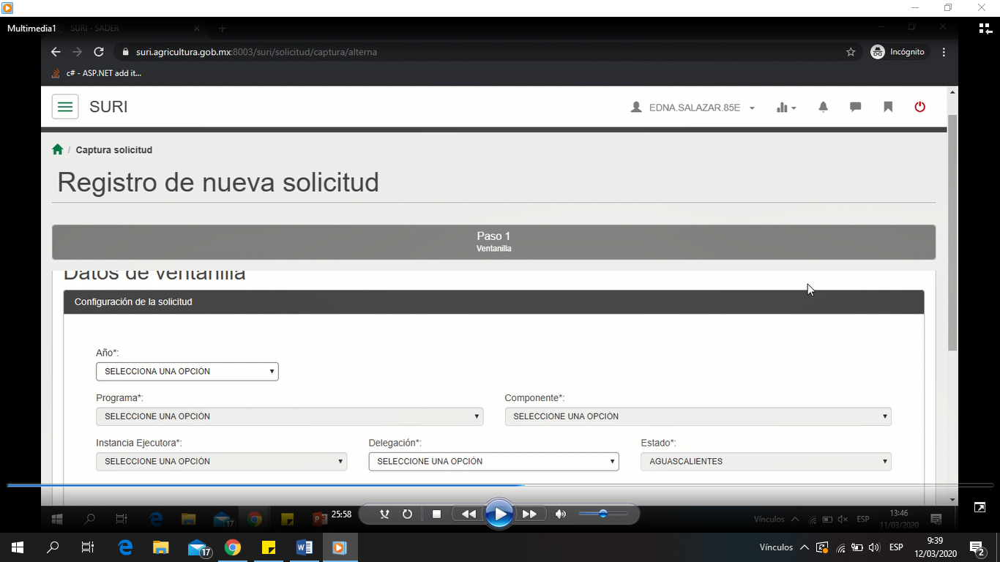 Multimedia1
SURI - SADER
suri.agricultura.gob.mx:8003/suri/solicitud/captura/alterna
Incógnito
c# - ASP.NET add it...
SURI
EDNA.SALAZAR.85E
/ Captura solicitud
Registro de nueva solicitud
Paso 1
Ventanilla
Datos de ventanilla
Configuración de la solicitud
Año*:
SELECCIONA UNA OPCIÓN
Programa*: Componente*:
SELECCIONE UNA OPCIÓN SELECCIONE UNA OPCIÓN
Instancia Ejecutora*: Delegación*: Estado*:
SELECCIONE UNA OPCIÓN SELECCIONE UNA OPCIÓN AGUASCALIENTES
17
25:58
Vínculos ESP 13:46
11/03/2020
17
Vínculos ESP 9:39
12/03/2020
2